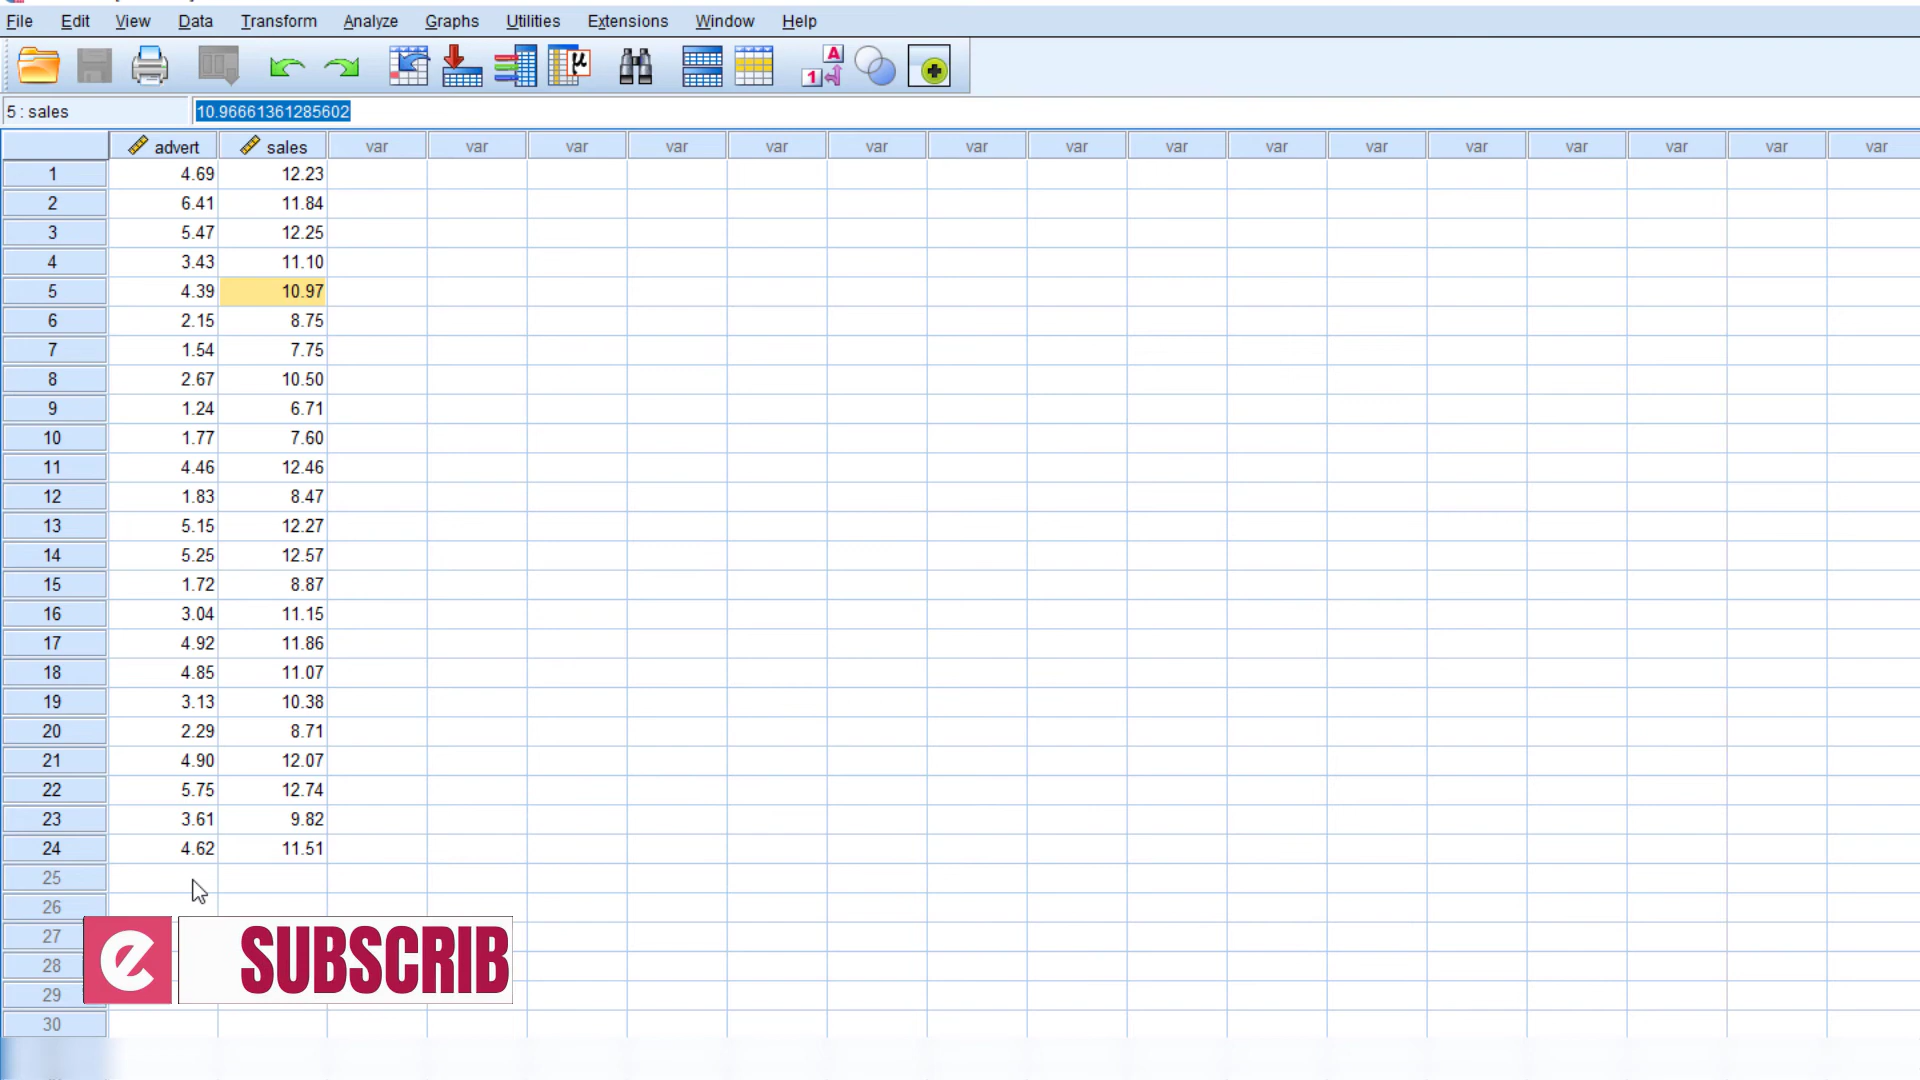 File Edit View Data Transform Analyze Graphs Utilities Extensions Window Help
5 : sales 10.96661361285602
advert sales var var var var var var var var var var var var var var var var
1 4.69 12.23
2 6.41 11.84
3 5.47 12.25
4 3.43 11.10
5 4.39 10.97
6 2.15 8.75
7 1.54 7.75
8 2.67 10.50
9 1.24 6.71
10 1.77 7.60
11 4.46 12.46
12 1.83 8.47
13 5.15 12.27
14 5.25 12.57
15 1.72 8.87
16 3.04 11.15
17 4.92 11.86
18 4.85 11.07
19 3.13 10.38
20 2.29 8.71
21 4.90 12.07
22 5.75 12.74
23 3.61 9.82
24 4.62 11.51
25
26
27
28
29
30
e SUBSCRIB